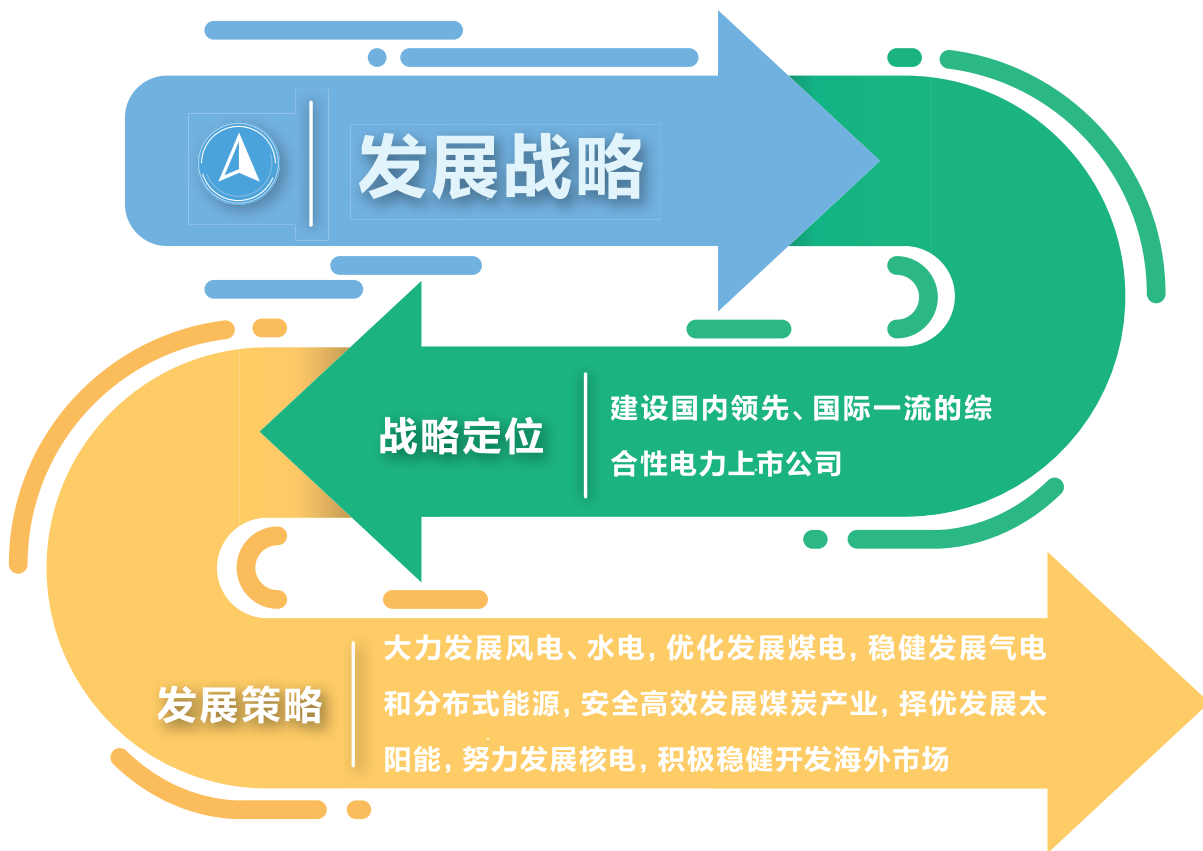 发展战略
战略定位
建设国内领先、国际一流的综
合性电力上市公司
发展策略
大力发展风电、水电，优化发展煤电，稳健发展气电
和分布式能源，安全高效发展煤炭产业，择优发展太
阳能，努力发展核电，积极稳健开发海外市场